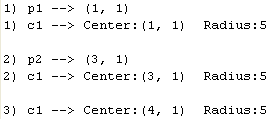 1) p1 --> (1, 1)
1) c1 --> Center:(1, 1)  Radius:5
2) p2 --> (3, 1)
2) c1 --> Center:(3, 1)  Radius:5
3) c1 --> Center:(4, 1)  Radius:5